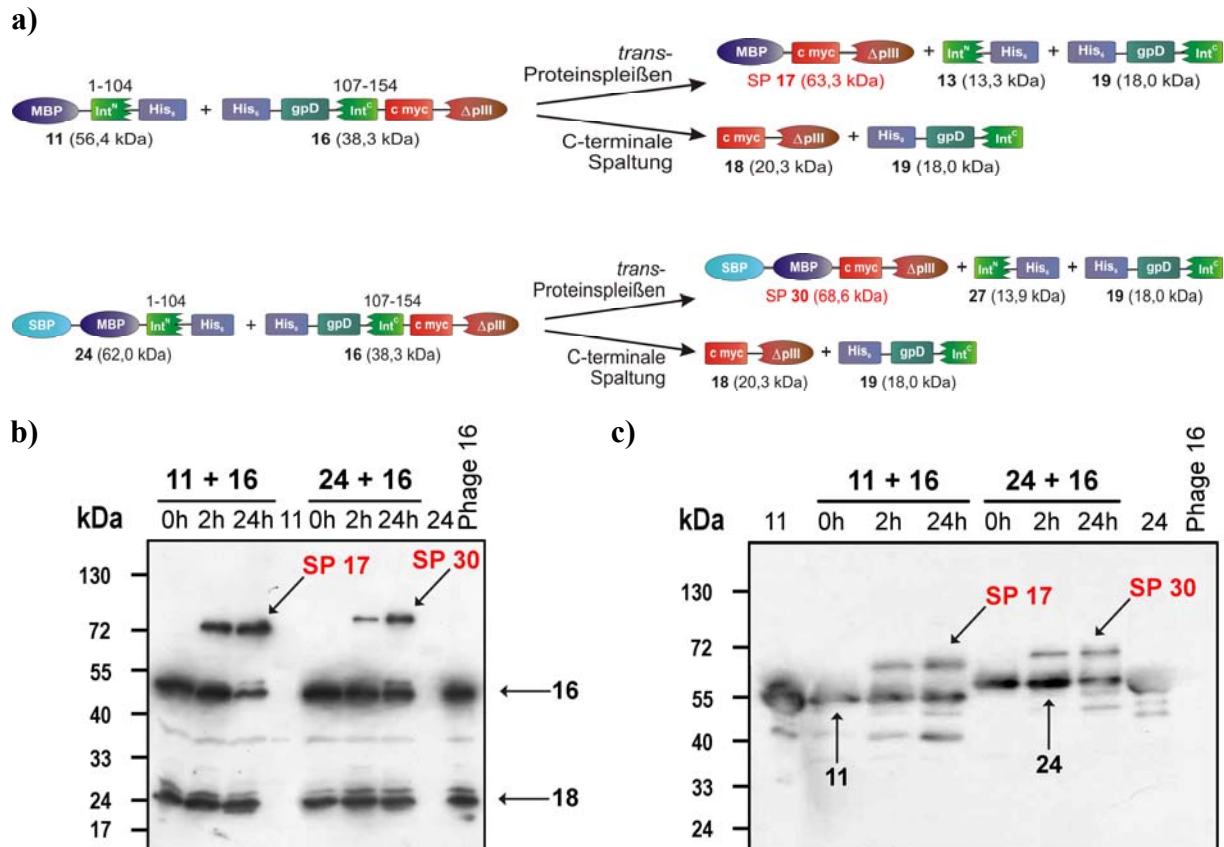 a)
trans-
Proteinspleißen
MBP c myc ΔpIII + Intᴺ His₆ + His₆ gpD Intᶜ
SP 17 (63,3 kDa) 13 (13,3 kDa) 19 (18,0 kDa)
1-104 107-154
MBP Intᴺ His₆ + His₆ gpD Intᶜ c myc ΔpIII
11 (56,4 kDa) 16 (38,3 kDa)
C-terminale
Spaltung
c myc ΔpIII + His₆ gpD Intᶜ
18 (20,3 kDa) 19 (18,0 kDa)
trans-
Proteinspleißen
SBP MBP c myc ΔpIII + Intᴺ His₆ + His₆ gpD Intᶜ
SP 30 (68,6 kDa) 27 (13,9 kDa) 19 (18,0 kDa)
1-104 107-154
SBP MBP Intᴺ His₆ + His₆ gpD Intᶜ c myc ΔpIII
24 (62,0 kDa) 16 (38,3 kDa)
C-terminale
Spaltung
c myc ΔpIII + His₆ gpD Intᶜ
18 (20,3 kDa) 19 (18,0 kDa)
b)
11 + 16 24 + 16
kDa 0h 2h 24h 11 0h 2h 24h 24 Phage 16
SP 17 SP 30
130
72
55
16
40
33
24
18
17
c)
11 + 16 24 + 16
kDa 11 0h 2h 24h 0h 2h 24h 24 Phage 16
130
SP 17 SP 30
72
55
40
11 24
33
24